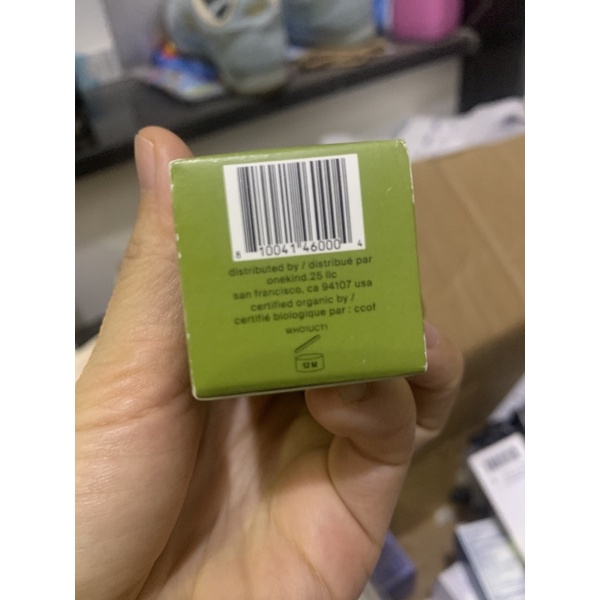 8 10041 46000 4
distributed by / distribué par
onekind.25 llc
san francisco, ca 94107 usa
certified organic by /
certifié biologique par : ccof
WHO1UCT1
12 M